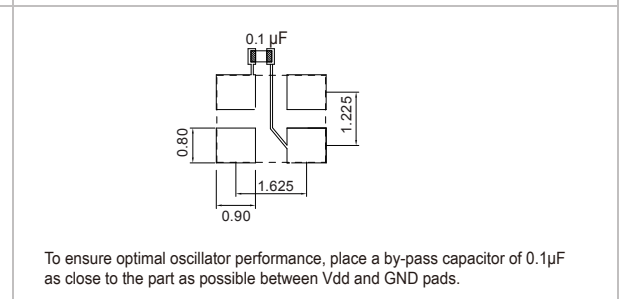 0.1 µF
1.225
0.80
1.625
0.90
To ensure optimal oscillator performance, place a by-pass capacitor of 0.1µF
as close to the part as possible between Vdd and GND pads.